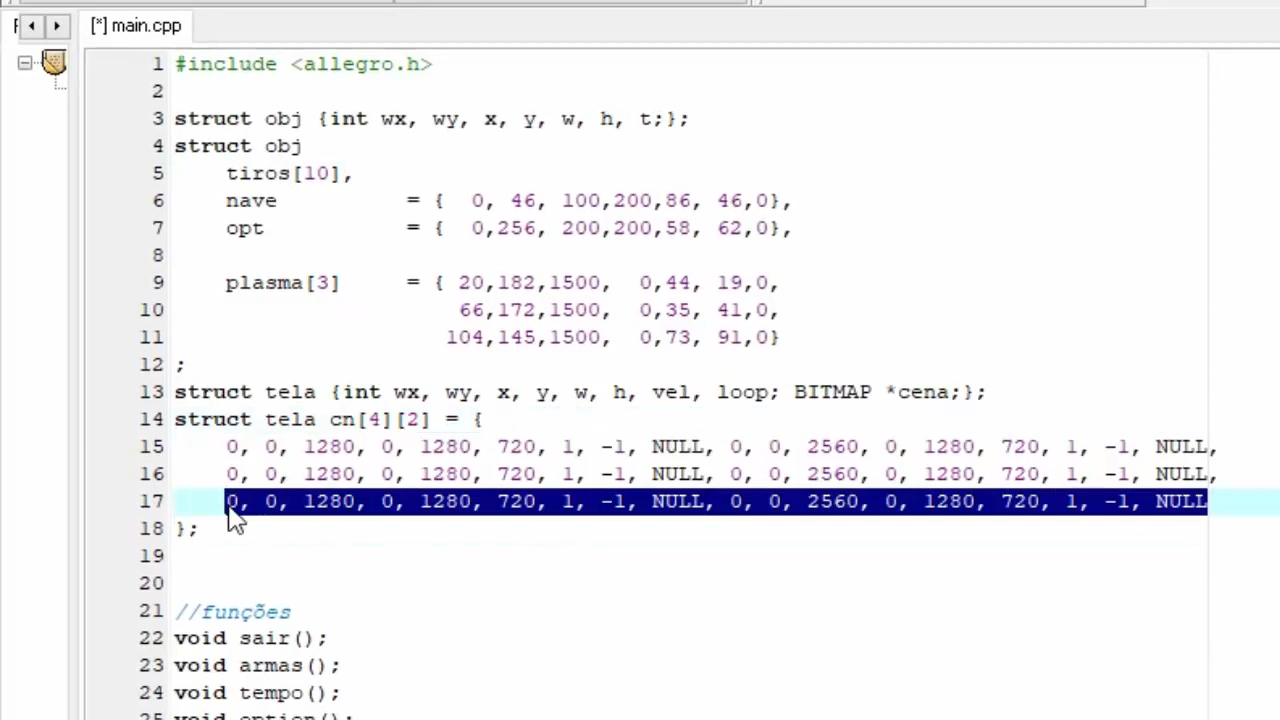 [*] main.cpp
1 #include <allegro.h>
2
3 struct obj {int wx, wy, x, y, w, h, t;};
4 struct obj
5     tiros[10],
6     nave          = {  0, 46, 100,200,86, 46,0},
7     opt           = {  0,256, 200,200,58, 62,0},
8
9     plasma[3]     = { 20,182,1500,  0,44, 19,0,
10                      66,172,1500,  0,35, 41,0,
11                     104,145,1500,  0,73, 91,0}
12 ;
13 struct tela {int wx, wy, x, y, w, h, vel, loop; BITMAP *cena;};
14 struct tela cn[4][2] = {
15     0, 0, 1280, 0, 1280, 720, 1, -1, NULL, 0, 0, 2560, 0, 1280, 720, 1, -1, NULL,
16     0, 0, 1280, 0, 1280, 720, 1, -1, NULL, 0, 0, 2560, 0, 1280, 720, 1, -1, NULL,
17     0, 0, 1280, 0, 1280, 720, 1, -1, NULL, 0, 0, 2560, 0, 1280, 720, 1, -1, NULL
18 };
19
20
21 //funções
22 void sair();
23 void armas();
24 void tempo();
25 void option();